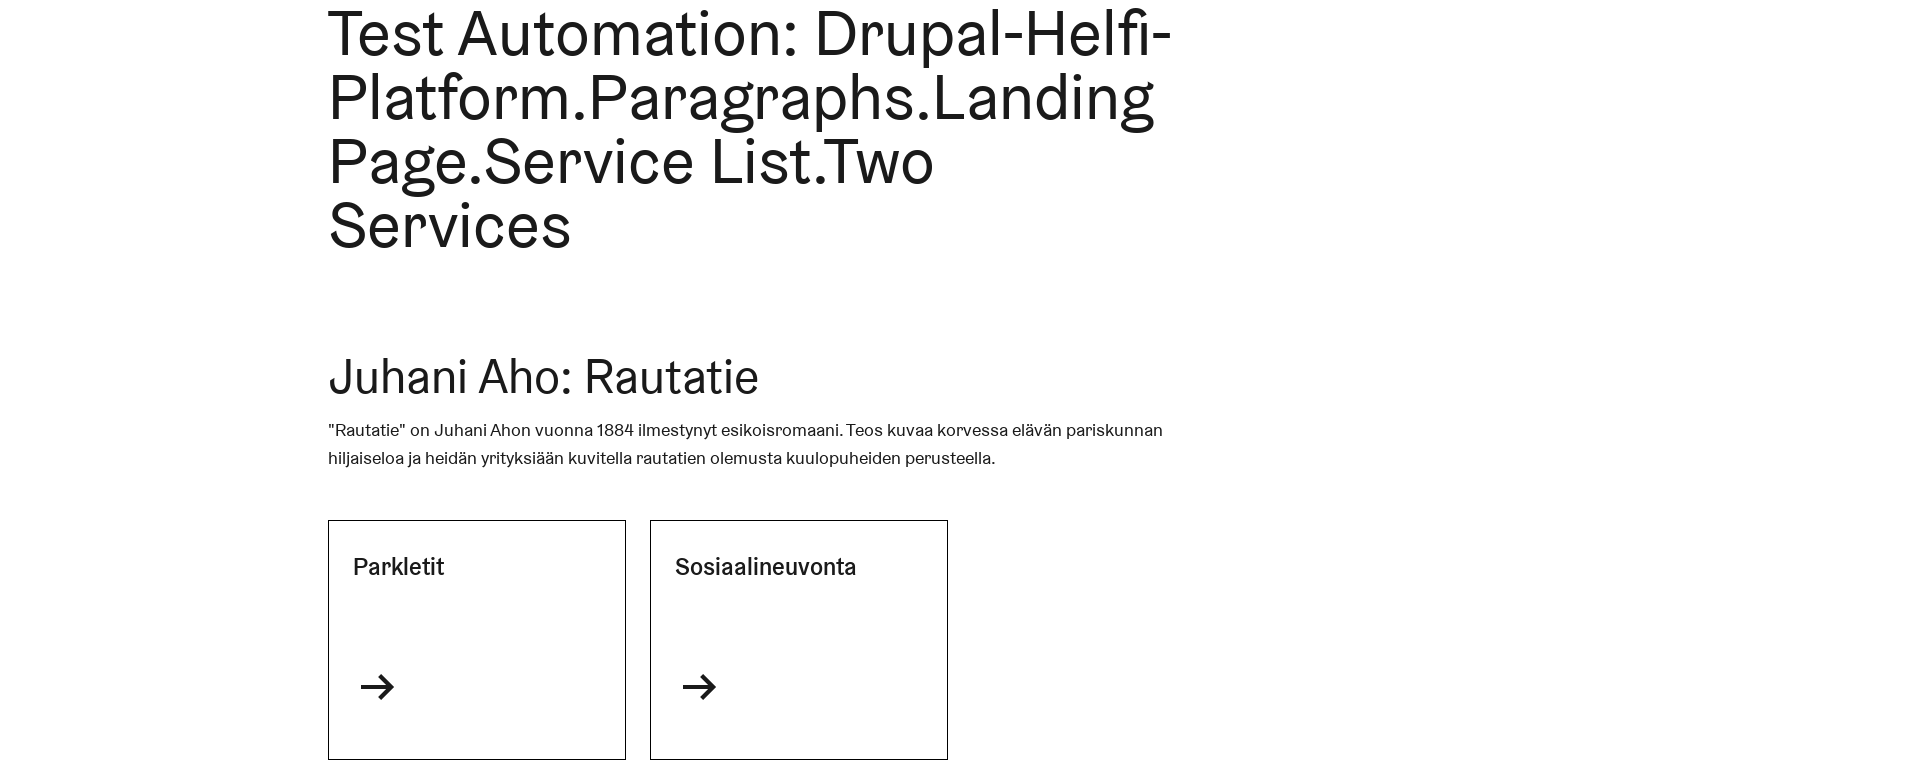 Test Automation: Drupal-Helfi-
Platform.Paragraphs.Landing
Page.Service List.Two
Services
Juhani Aho: Rautatie
"Rautatie" on Juhani Ahon vuonna 1884 ilmestynyt esikoisromaani. Teos kuvaa korvessa elävän pariskunnan
hiljaiseloa ja heidän yrityksiään kuvitella rautatien olemusta kuulopuheiden perusteella.
Parkletit
Sosiaalineuvonta